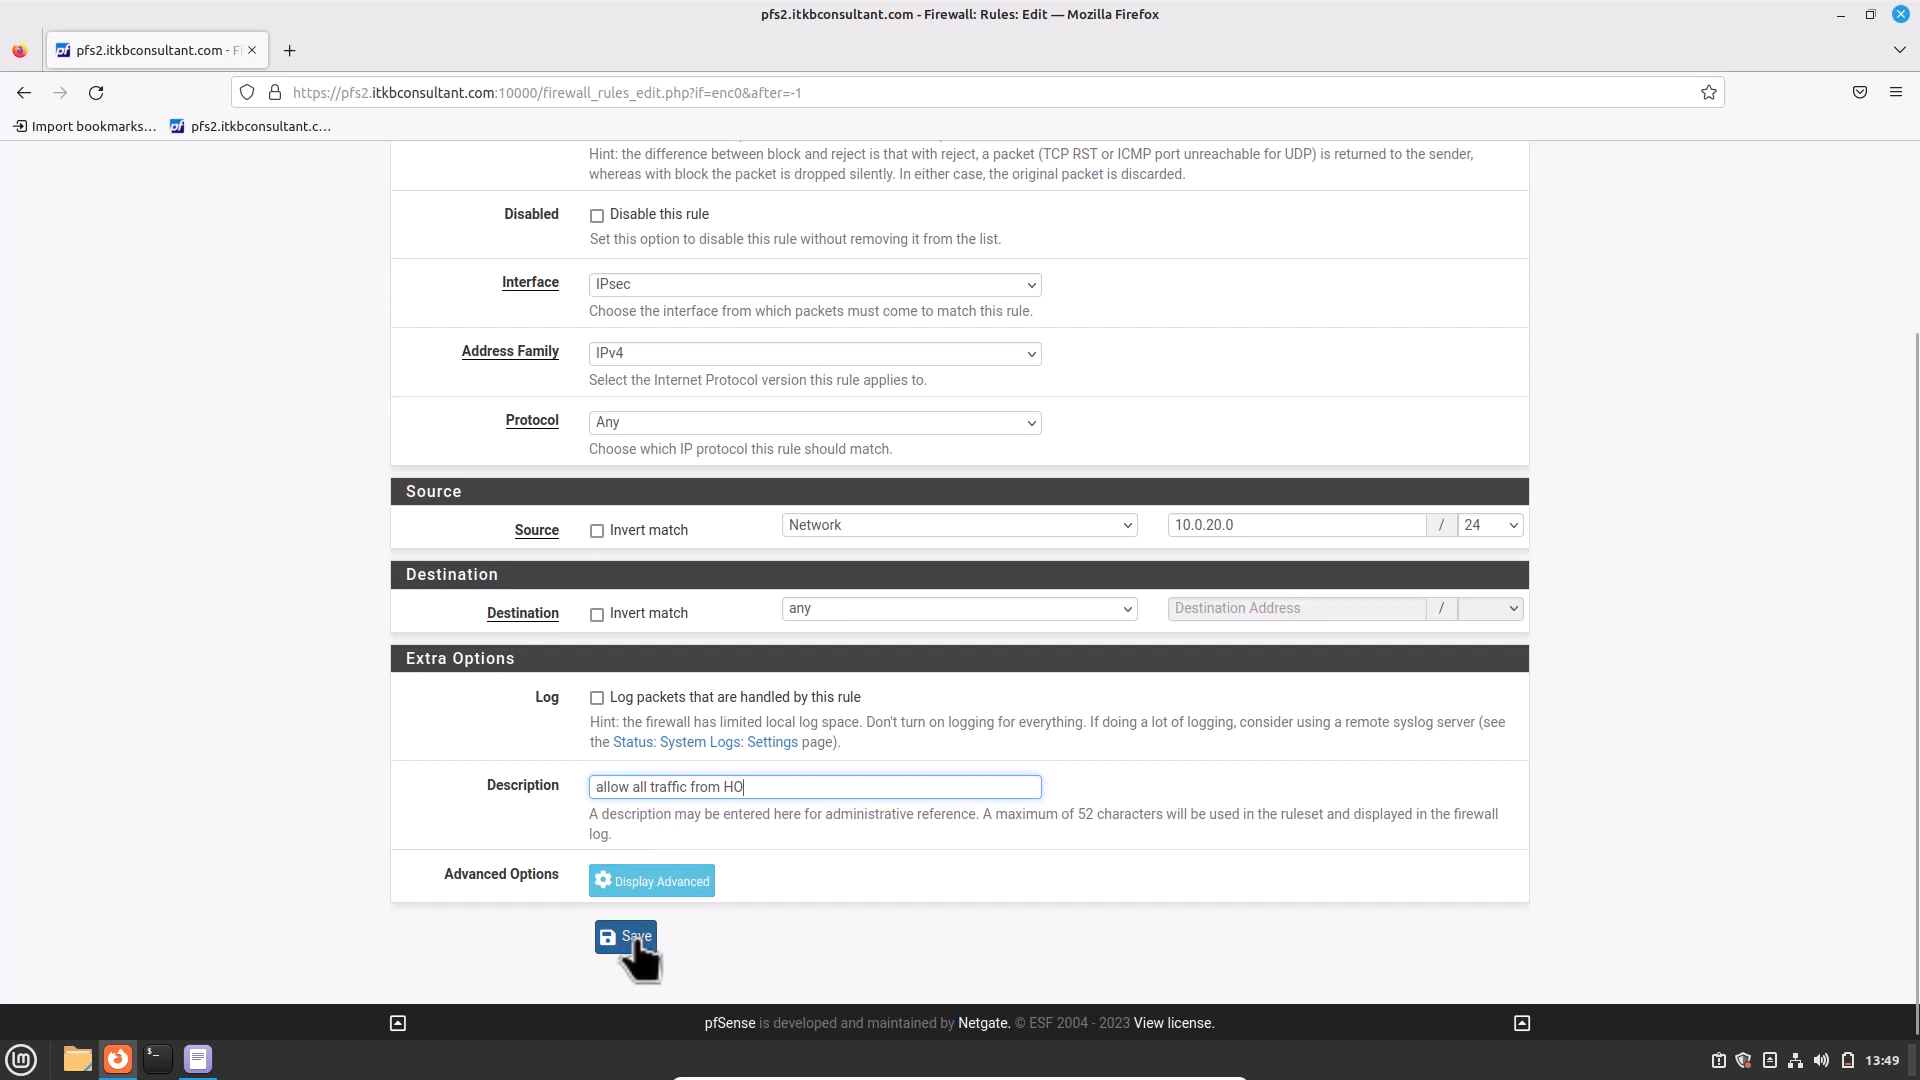 pfs2.itkbconsultant.com - Firewall: Rules: Edit — Mozilla Firefox
pfs2.itkbconsultant.com - F
https://pfs2.itkbconsultant.com:10000/firewall_rules_edit.php?if=enc0&after=-1
Import bookmarks...
pfs2.itkbconsultant.c...
Hint: the difference between block and reject is that with reject, a packet (TCP RST or ICMP port unreachable for UDP) is returned to the sender,
whereas with block the packet is dropped silently. In either case, the original packet is discarded.
Disabled
Disable this rule
Set this option to disable this rule without removing it from the list.
Interface
IPsec
Choose the interface from which packets must come to match this rule.
Address Family
IPv4
Select the Internet Protocol version this rule applies to.
Protocol
Any
Choose which IP protocol this rule should match.
Source
Source
Invert match
Network
10.0.20.0
/
24
Destination
Destination
Invert match
any
Destination Address
/
Extra Options
Log
Log packets that are handled by this rule
Hint: the firewall has limited local log space. Don't turn on logging for everything. If doing a lot of logging, consider using a remote syslog server (see
the Status: System Logs: Settings page).
Description
allow all traffic from HO
A description may be entered here for administrative reference. A maximum of 52 characters will be used in the ruleset and displayed in the firewall
log.
Advanced Options
Display Advanced
Save
pfSense is developed and maintained by Netgate. © ESF 2004 - 2023 View license.
13:49